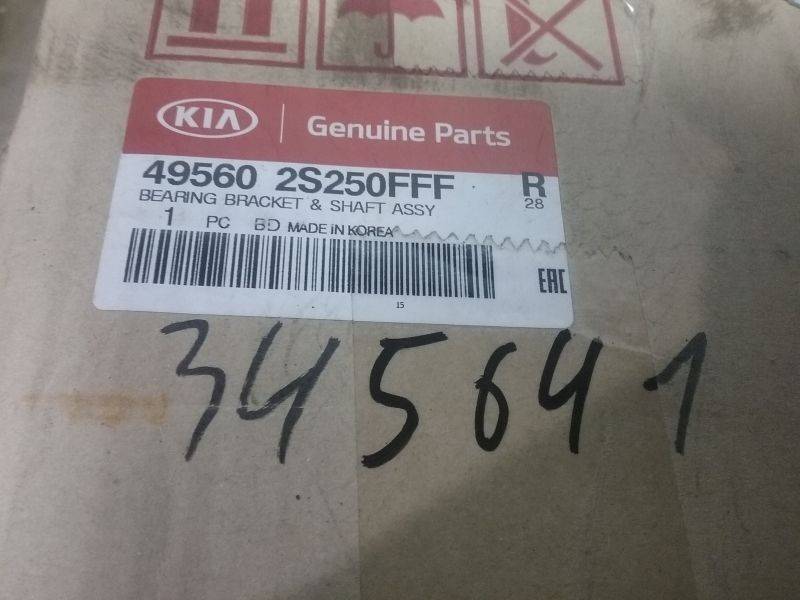 KIA Genuine Parts
49560 2S250FFF R
BEARING BRACKET & SHAFT ASSY 28
1 PC BD MADE IN KOREA
EAC
15
345641